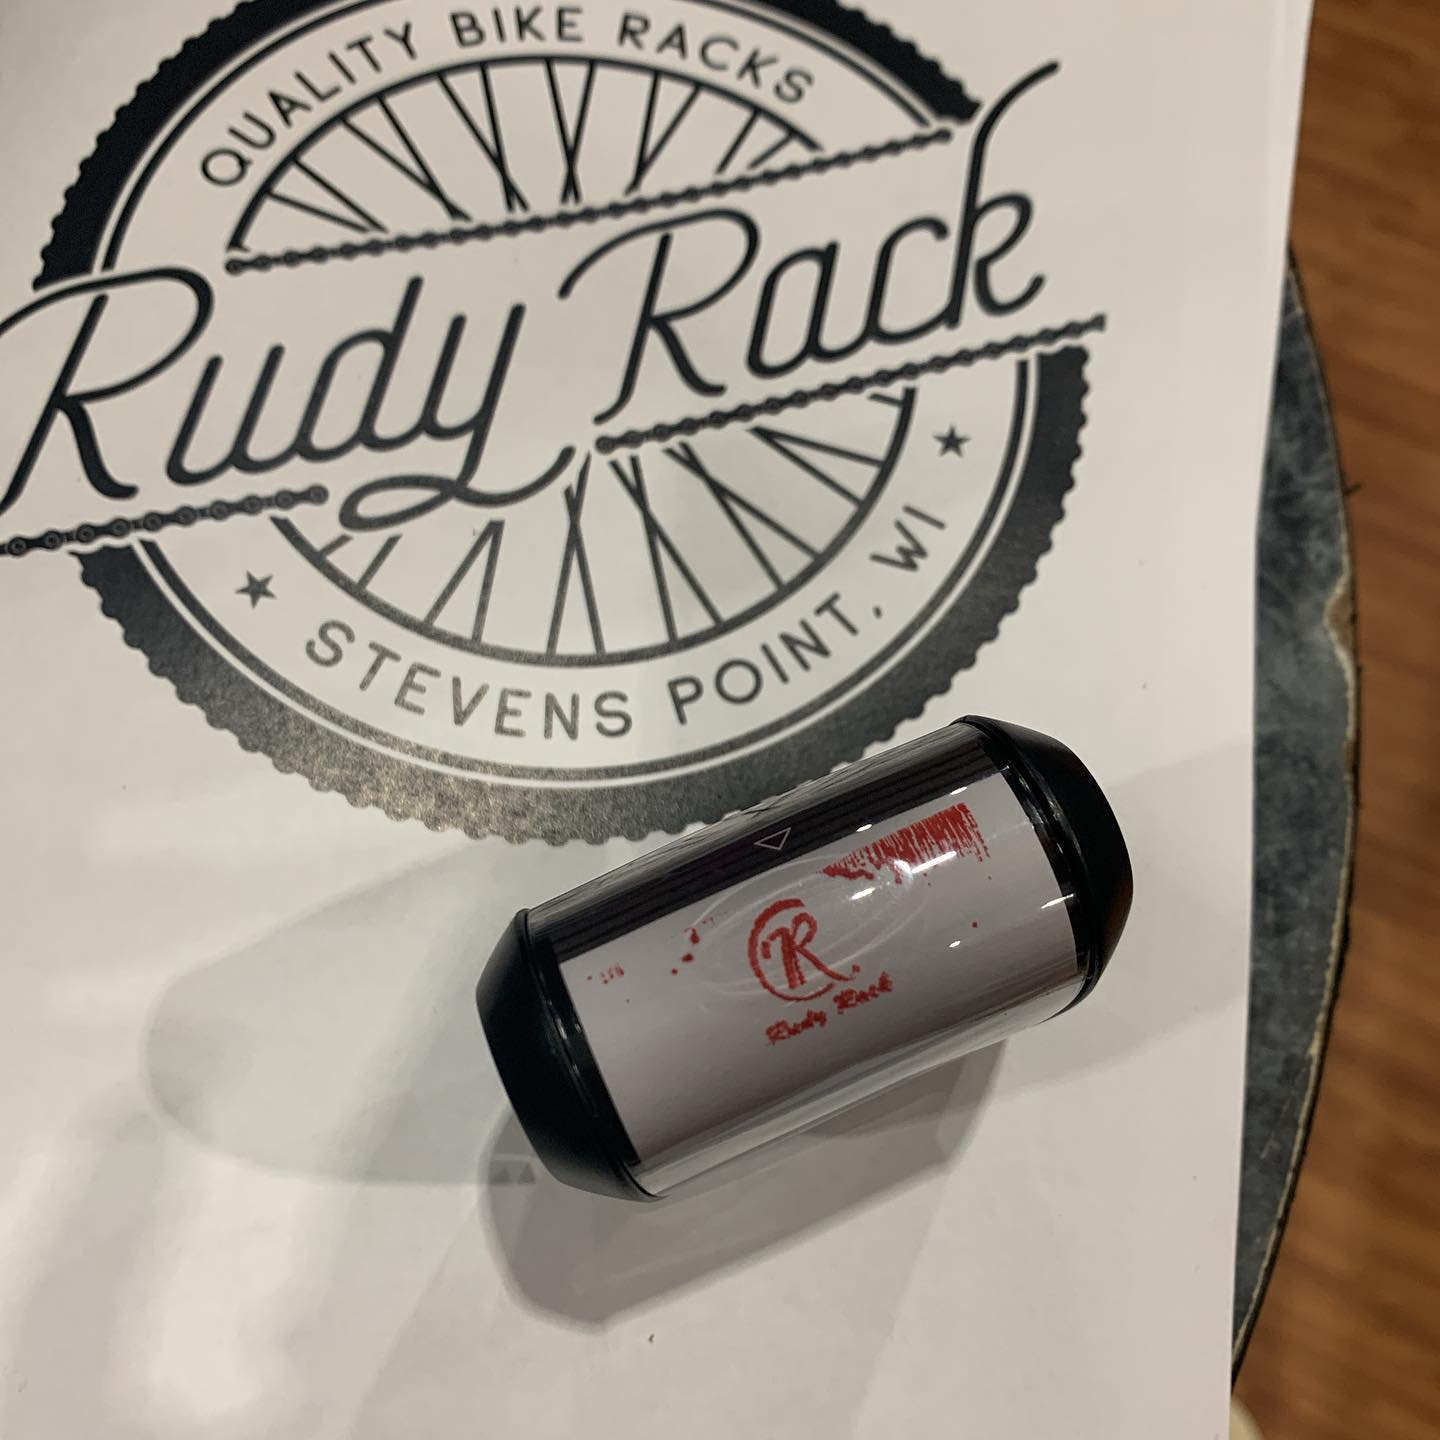 QUALITY BIKE RACKS
Rudy Rack
STEVENS POINT, WI
R
Rudy Rack